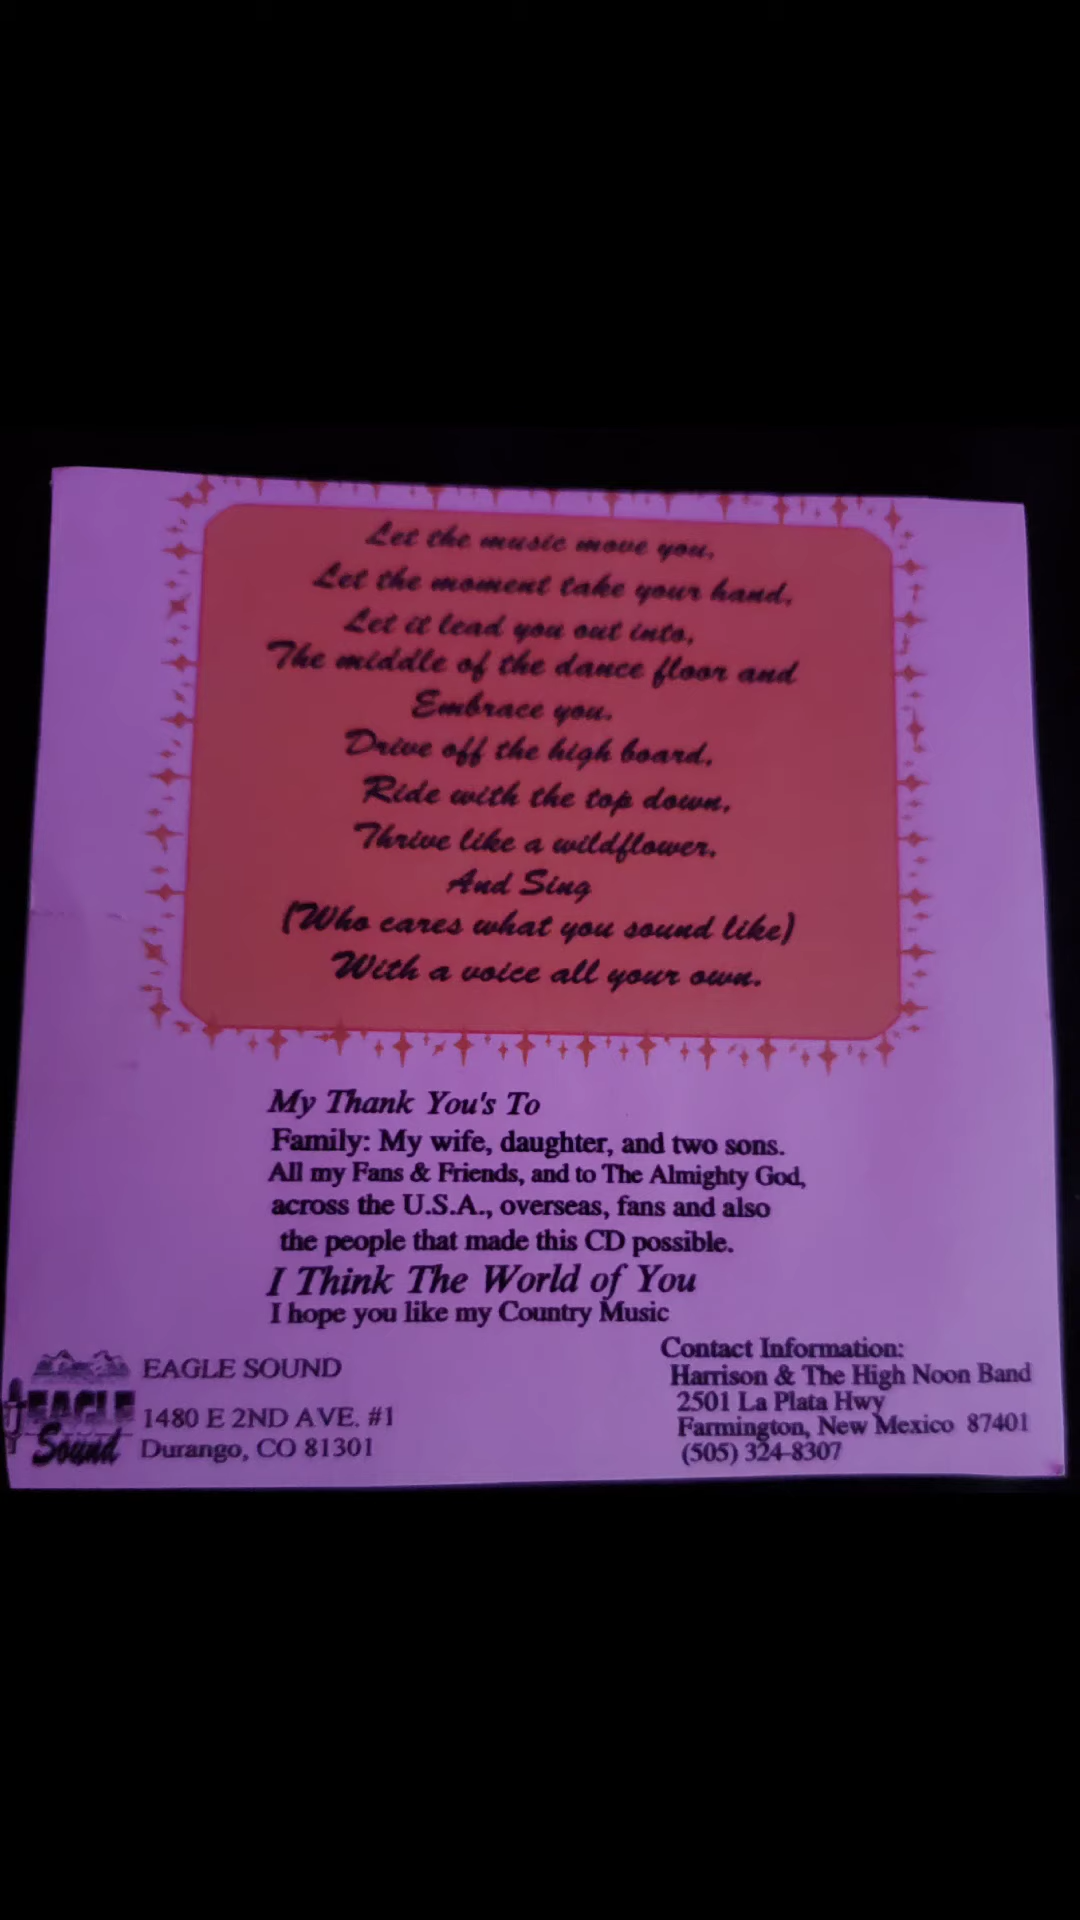 Let the music move you,
Let the moment take your hand,
Let it lead you out into,
The middle of the dance floor and
Embrace you.
Drive off the high board,
Ride with the top down,
Thrive like a wildflower,
And Sing
(Who cares what you sound like)
With a voice all your own.
My Thank You's To
Family: My wife, daughter, and two sons.
All my Fans & Friends, and to The Almighty God,
across the U.S.A., overseas, fans and also
the people that made this CD possible.
I Think The World of You
I hope you like my Country Music
EAGLE Sound
EAGLE SOUND
1480 E 2ND AVE. #1
Durango, CO 81301
Contact Information:
Harrison & The High Noon Band
2501 La Plata Hwy
Farmington, New Mexico 87401
(505) 324-8307